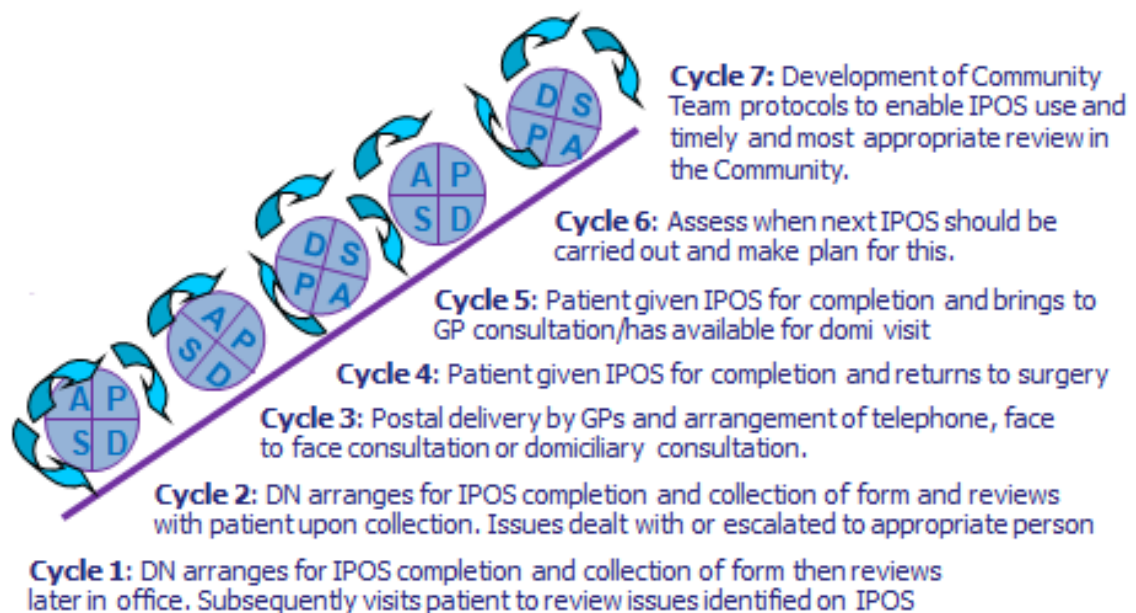 D S
P A
Cycle 7: Development of Community
Team protocols to enable IPOS use and
timely and most appropriate review in
the Community.
A P
S D
Cycle 6: Assess when next IPOS should be
carried out and make plan for this.
D S
P A
Cycle 5: Patient given IPOS for completion and brings to
GP consultation/has available for domi visit
A P
S D
Cycle 4: Patient given IPOS for completion and returns to surgery
A P
S D
Cycle 3: Postal delivery by GPs and arrangement of telephone, face
to face consultation or domiciliary consultation.
Cycle 2: DN arranges for IPOS completion and collection of form and reviews
with patient upon collection. Issues dealt with or escalated to appropriate person
Cycle 1: DN arranges for IPOS completion and collection of form then reviews
later in office. Subsequently visits patient to review issues identified on IPOS